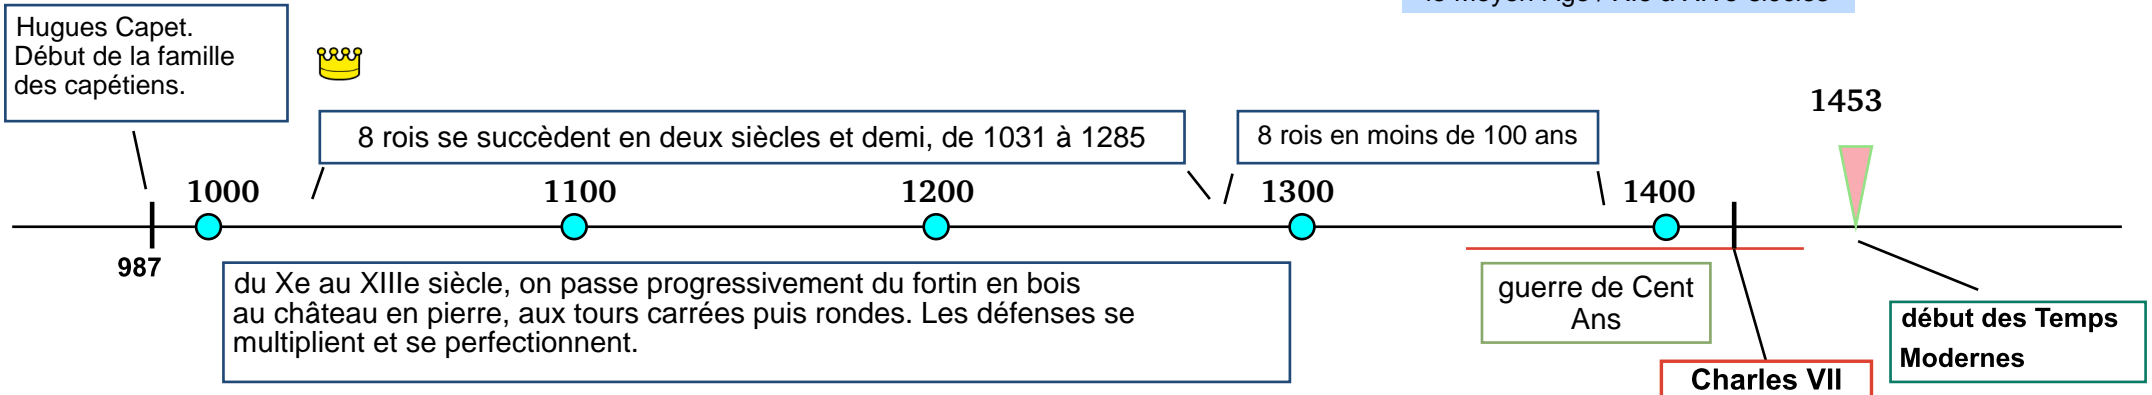 Hugues Capet.
Début de la famille
des capétiens.
8 rois se succèdent en deux siècles et demi, de 1031 à 1285
8 rois en moins de 100 ans
1453
1000
1100
1200
1300
1400
987
du Xe au XIIIe siècle, on passe progressivement du fortin en bois
au château en pierre, aux tours carrées puis rondes. Les défenses se
multiplient et se perfectionnent.
guerre de Cent
Ans
Charles VII
début des Temps
Modernes